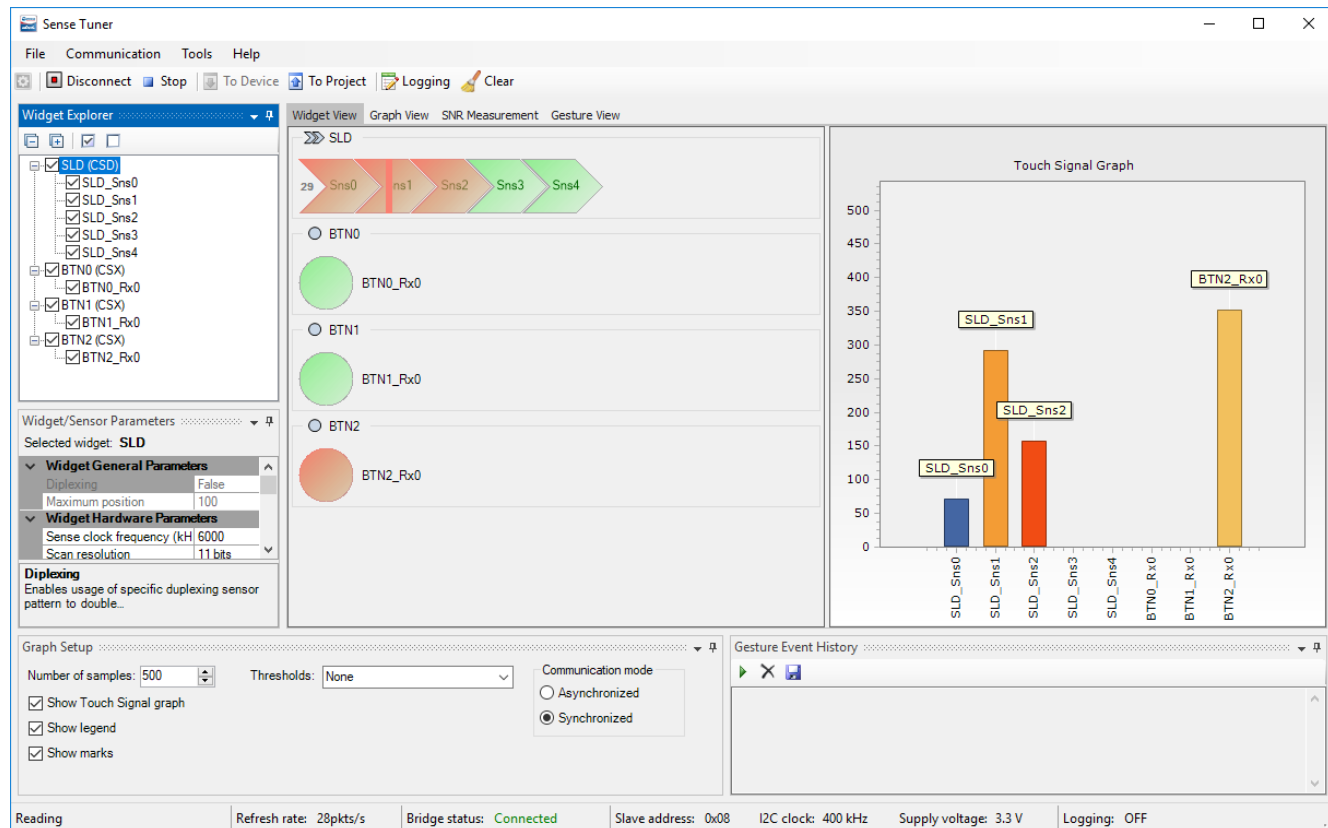 Sense Tuner
File Communication Tools Help
Disconnect Stop To Device To Project Logging Clear
Widget Explorer
SLD (CSD)
SLD_Sns0
SLD_Sns1
SLD_Sns2
SLD_Sns3
SLD_Sns4
BTN0 (CSX)
BTN0_Rx0
BTN1 (CSX)
BTN1_Rx0
BTN2 (CSX)
BTN2_Rx0
Widget/Sensor Parameters
Selected widget: SLD
Widget General Parameters
Diplexing False
Maximum position 100
Widget Hardware Parameters
Sense clock frequency (kH 6000
Scan resolution 11 bits
Diplexing
Enables usage of specific duplexing sensor
pattern to double...
Widget View Graph View SNR Measurement Gesture View
SLD
29 Sns0 ns1 Sns2 Sns3 Sns4
BTN0
BTN0_Rx0
BTN1
BTN1_Rx0
BTN2
BTN2_Rx0
Touch Signal Graph
500
450
400
350
300
250
200
150
100
50
0
BTN2_Rx0
SLD_Sns1
SLD_Sns2
SLD_Sns0
SLD_Sns0
SLD_Sns1
SLD_Sns2
SLD_Sns3
SLD_Sns4
BTN0_Rx0
BTN1_Rx0
BTN2_Rx0
Graph Setup
Number of samples: 500
Show Touch Signal graph
Show legend
Show marks
Thresholds: None
Communication mode
Asynchronized
Synchronized
Gesture Event History
Reading Refresh rate: 28pkts/s Bridge status: Connected Slave address: 0x08 I2C clock: 400 kHz Supply voltage: 3.3 V Logging: OFF